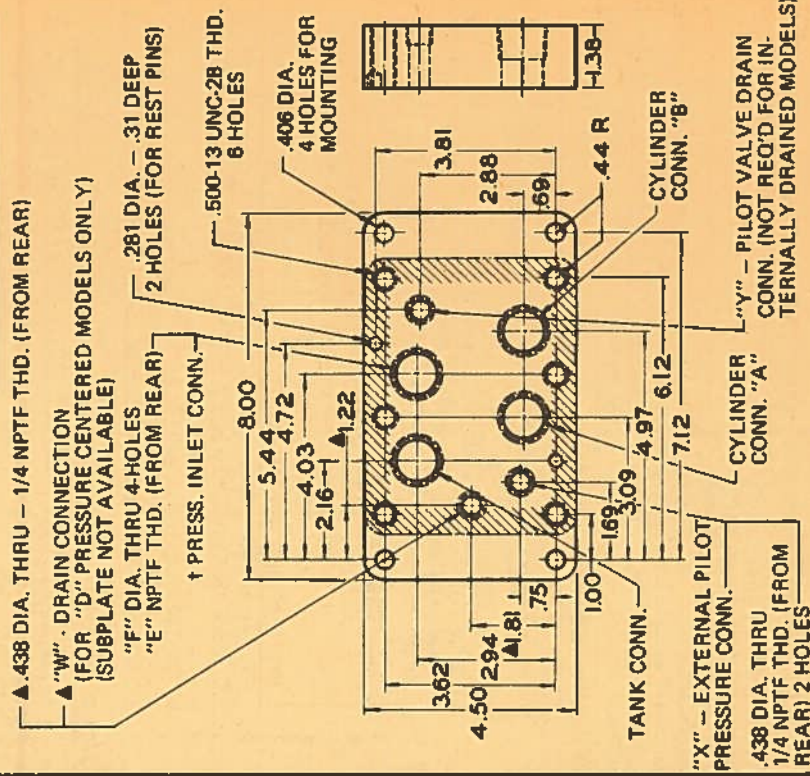 ▲ .438 DIA. THRU – 1/4 NPTF THD. (FROM REAR)
▲ "W" - DRAIN CONNECTION
(FOR "D" PRESSURE CENTERED MODELS ONLY)
(SUBPLATE NOT AVAILABLE)
"F" DIA. THRU 4-HOLES
"E" NPTF THD. (FROM REAR)
† PRESS. INLET CONN.
.281 DIA. – .31 DEEP
2 HOLES (FOR REST PINS)
.500-13 UNC-2B THD.
6 HOLES
.406 DIA.
4 HOLES FOR
MOUNTING
8.00
5.44
4.72
4.03
2.16
▲1.22
3.81
2.88
.69
.44 R
1.38
3.62
4.50
2.94
▲1.81
.75
1.00
1.69
3.09
4.97
6.12
7.12
TANK CONN.
CYLINDER
CONN. "A"
CYLINDER
CONN. "B"
"X" – EXTERNAL PILOT
PRESSURE CONN.
.438 DIA. THRU
1/4 NPTF THD. (FROM
REAR) 2 HOLES
"Y" – PILOT VALVE DRAIN
CONN. (NOT REQ'D FOR IN-
TERNALLY DRAINED MODELS)